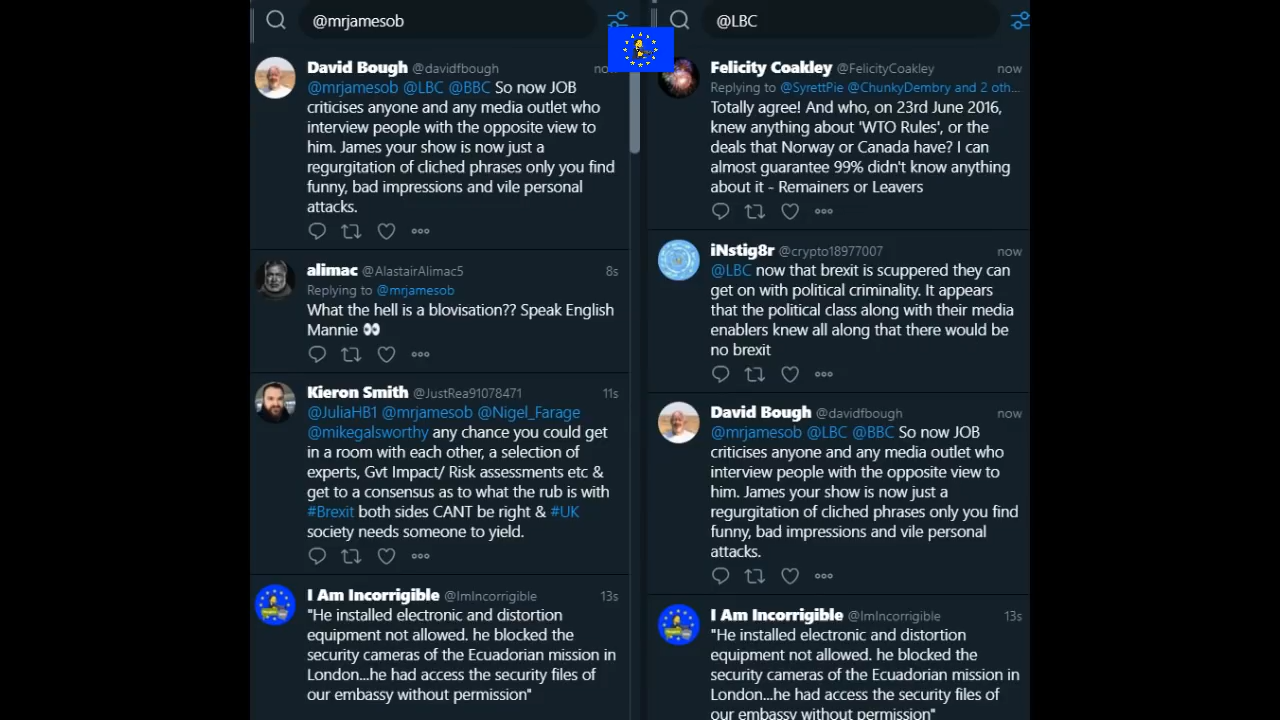 @mrjamesob
David Bough @davidfbough
@mrjamesob @LBC @BBC So now JOB
criticises anyone and any media outlet who
interview people with the opposite view to
him. James your show is now just a
regurgitation of cliched phrases only you find
funny, bad impressions and vile personal
attacks.
alimac @AlastairAlimac5 8s
Replying to @mrjamesob
What the hell is a blovisation?? Speak English
Mannie 👀
Kieron Smith @JustRea91078471 11s
@JuliaHB1 @mrjamesob @Nigel_Farage
@mikegalsworthy any chance you could get
in a room with each other, a selection of
experts, Gvt Impact/ Risk assessments etc &
get to a consensus as to what the rub is with
#Brexit both sides CANT be right & #UK
society needs someone to yield.
I Am Incorrigible @ImIncorrigible 13s
"He installed electronic and distortion
equipment not allowed. he blocked the
security cameras of the Ecuadorian mission in
London...he had access the security files of
our embassy without permission"
@LBC
Felicity Coakley @FelicityCoakley now
Replying to @SyrettPie @ChunkyDembry and 2 oth...
Totally agree! And who, on 23rd June 2016,
knew anything about 'WTO Rules', or the
deals that Norway or Canada have? I can
almost guarantee 99% didn't know anything
about it - Remainers or Leavers
iNstig8r @crypto18977007 now
@LBC now that brexit is scuppered they can
get on with political criminality. It appears
that the political class along with their media
enablers knew all along that there would be
no brexit
David Bough @davidfbough now
@mrjamesob @LBC @BBC So now JOB
criticises anyone and any media outlet who
interview people with the opposite view to
him. James your show is now just a
regurgitation of cliched phrases only you find
funny, bad impressions and vile personal
attacks.
I Am Incorrigible @ImIncorrigible 13s
"He installed electronic and distortion
equipment not allowed. he blocked the
security cameras of the Ecuadorian mission in
London...he had access the security files of
our embassy without permission"